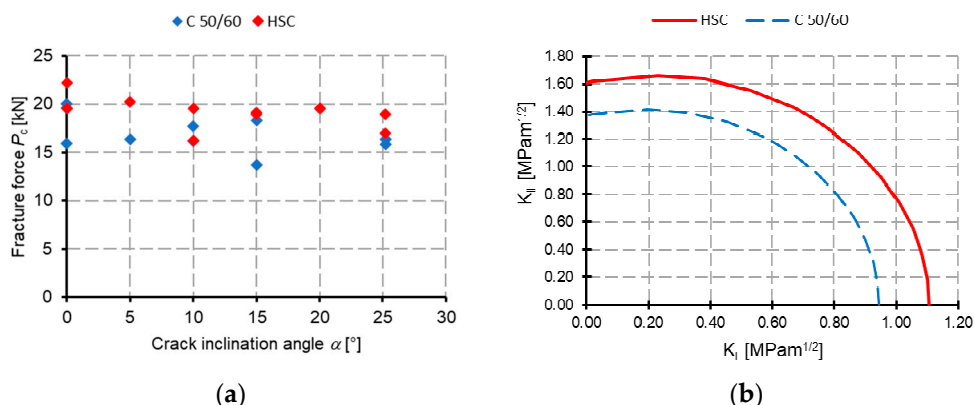 C 50/60 HSC
Fracture force Pc [kN]
30
25
20
15
10
5
0
0 5 10 15 20 25 30
Crack inclination angle α [°]
(a)
HSC C 50/60
KII [MPam1/2]
1.80
1.60
1.40
1.20
1.00
0.80
0.60
0.40
0.20
0.00
0.00 0.20 0.40 0.60 0.80 1.00 1.20
KI [MPam1/2]
(b)